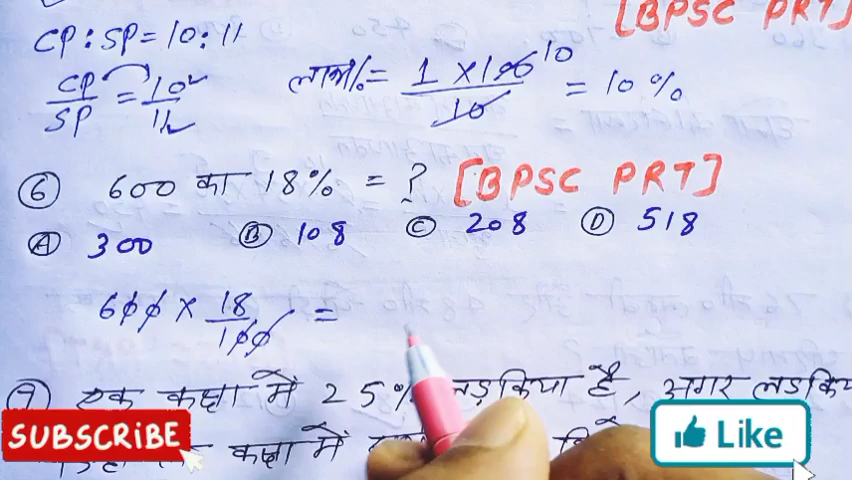 [BPSC PRT]
CP : SP = 10 : 11
CP/SP = 10/11
लाभ% = 1 × 100/10 10 = 10 %
⑥ 600 का 18% = ? [BPSC PRT]
Ⓐ 300 Ⓑ 108 Ⓒ 208 Ⓓ 518
600 × 18/100 =
⑦ एक कक्षा में 25% लड़किया है, अगर
कक्षा में
SUBSCRIBE
Like